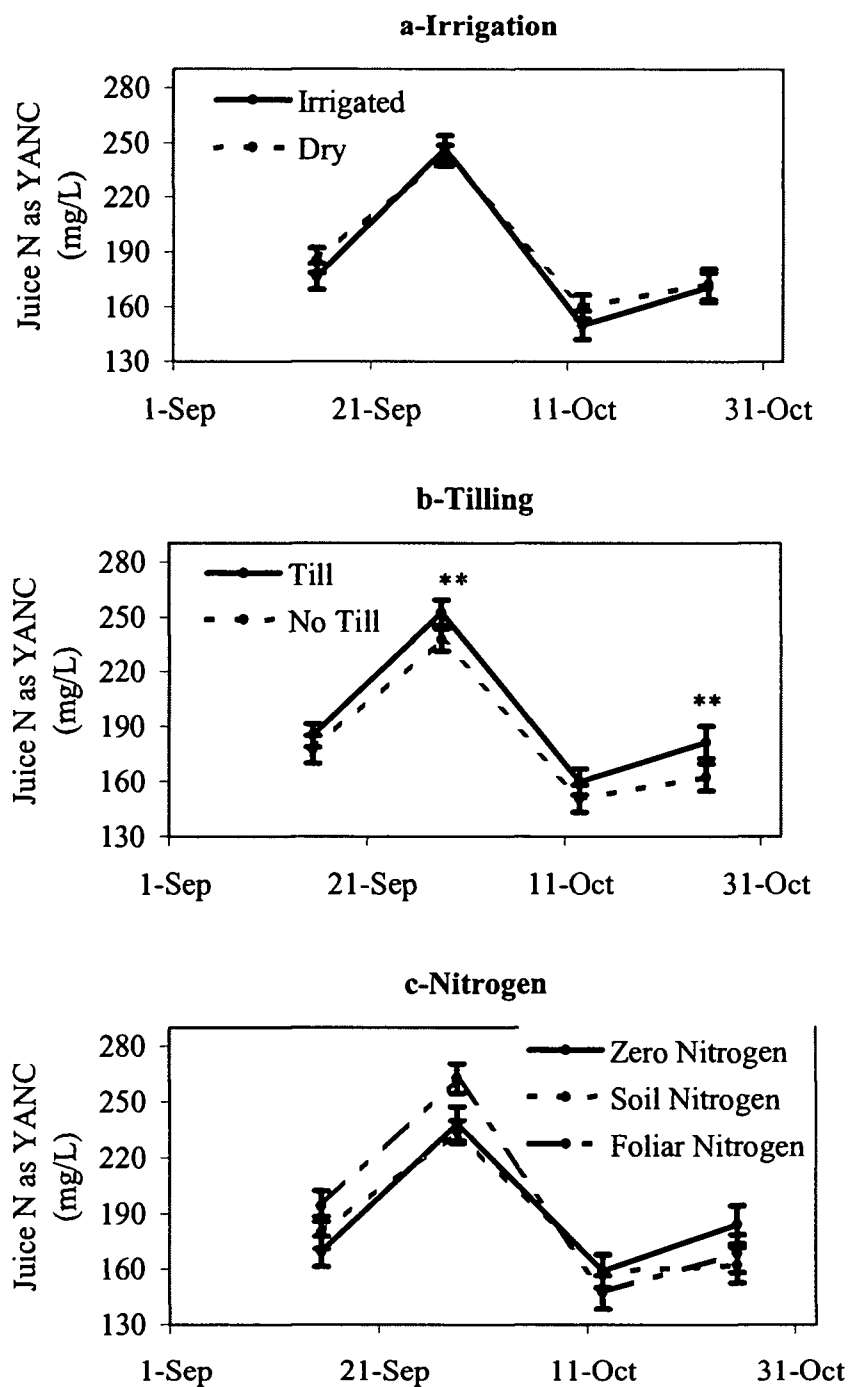 a-Irrigation
280
250
220
190
160
130
Juice N as YANC
(mg/L)
Irrigated
Dry
1-Sep 21-Sep 11-Oct 31-Oct
b-Tilling
280
250
220
190
160
130
Juice N as YANC
(mg/L)
Till
No Till
**
**
1-Sep 21-Sep 11-Oct 31-Oct
c-Nitrogen
280
250
220
190
160
130
Juice N as YANC
(mg/L)
Zero Nitrogen
Soil Nitrogen
Foliar Nitrogen
1-Sep 21-Sep 11-Oct 31-Oct